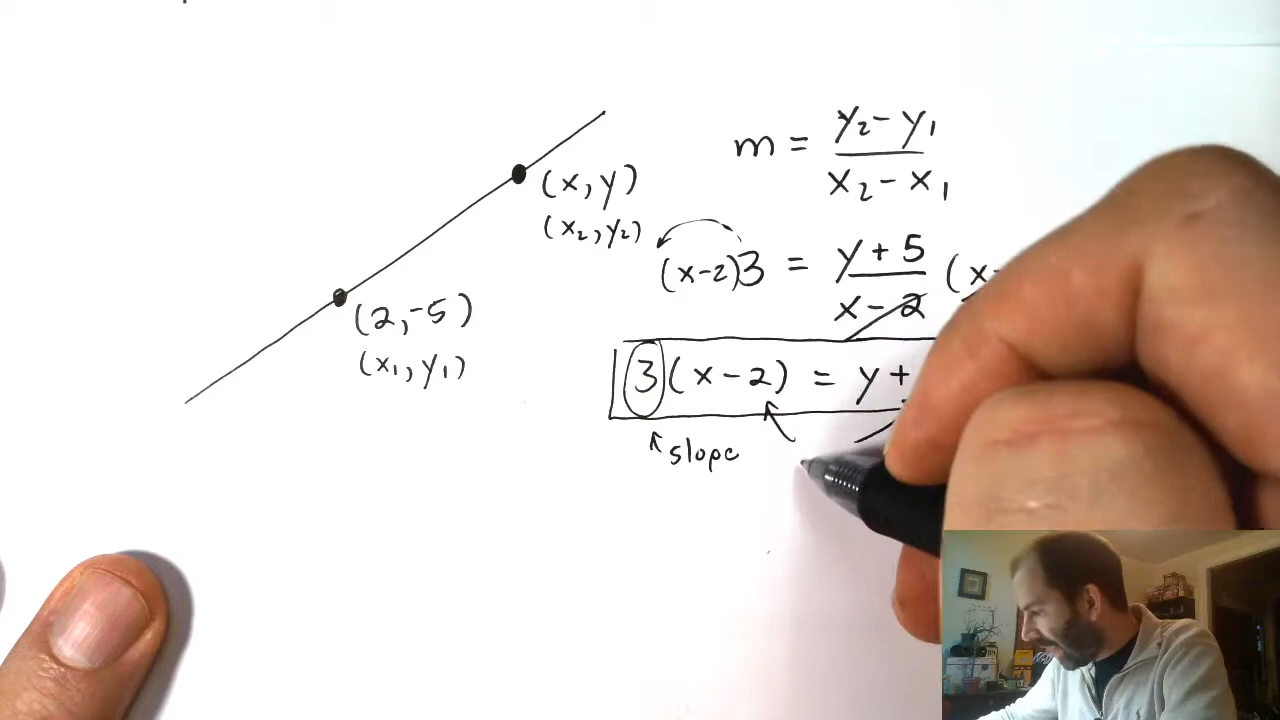 m = y₂ - y₁ / x₂ - x₁
(x, y)
(x₂, y₂)
(x-2)3 = y + 5 / x - 2 (x-
(2, -5)
(x₁, y₁)
3(x - 2) = y +
slope